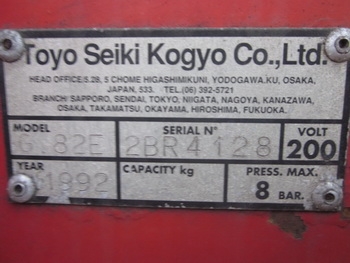 Toyo Seiki Kogyo Co.,Ltd.
HEAD OFFICE/5.28, 5 CHOME HIGASHIMIKUNI, YODOGAWA.KU, OSAKA,
JAPAN, 533. TEL.(06) 392-5721
BRANCHI SAPPORO, SENDAI, TOKYO, NIIGATA, NAGOYA, KANAZAWA,
OSAKA, TAKAMATSU, OKAYAMA, HIROSHIMA, FUKUOKA.
MODEL SERIAL N° VOLT
82E 2BR4128 200
YEAR CAPACITY kg PRESS. MAX.
1992 8 BAR.